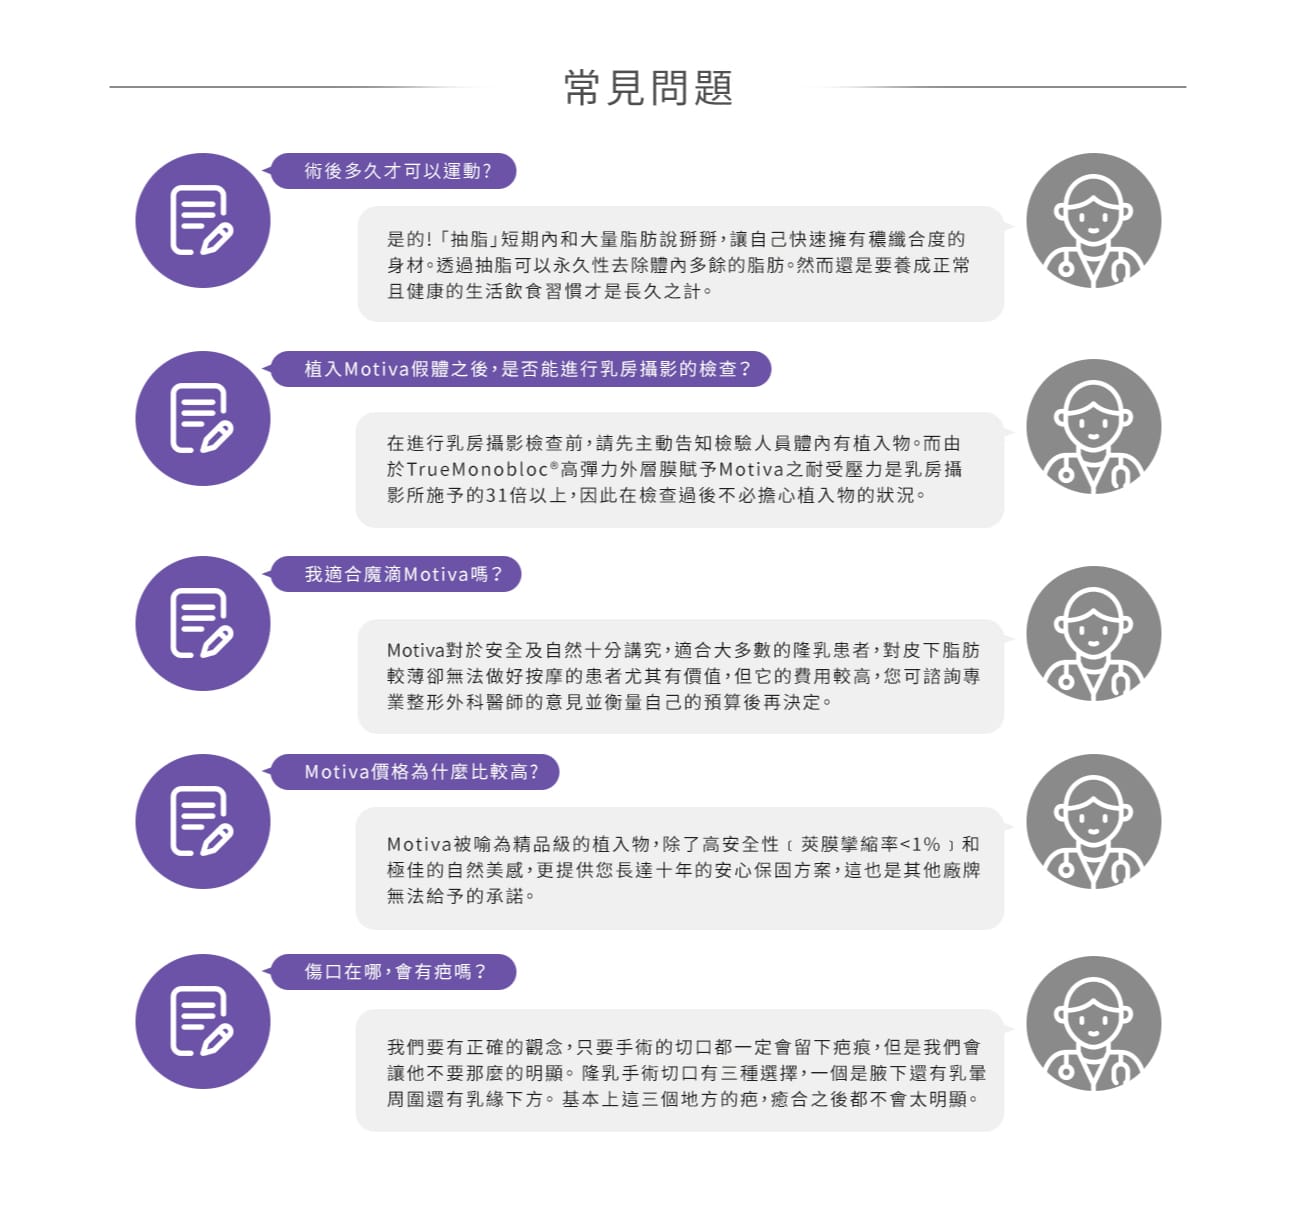 常見問題
術後多久才可以運動?
是的!「抽脂」短期內和大量脂肪說掰掰,讓自己快速擁有穠纖合度的
身材。透過抽脂可以永久性去除體內多餘的脂肪。然而還是要養成正常
且健康的生活飲食習慣才是長久之計。
植入Motiva假體之後,是否能進行乳房攝影的檢查?
在進行乳房攝影檢查前,請先主動告知檢驗人員體內有植入物。而由
於TrueMonobloc®高彈力外層膜賦予Motiva之耐受壓力是乳房攝
影所施予的31倍以上,因此在檢查過後不必擔心植入物的狀況。
我適合魔滴Motiva嗎?
Motiva對於安全及自然十分講究,適合大多數的隆乳患者,對皮下脂肪
較薄卻無法做好按摩的患者尤其有價值,但它的費用較高,您可諮詢專
業整形外科醫師的意見並衡量自己的預算後再決定。
Motiva價格為什麼比較高?
Motiva被喻為精品級的植入物,除了高安全性﹝莢膜攣縮率<1%﹞和
極佳的自然美感,更提供您長達十年的安心保固方案,這也是其他廠牌
無法給予的承諾。
傷口在哪,會有疤嗎?
我們要有正確的觀念,只要手術的切口都一定會留下疤痕,但是我們會
讓他不要那麼的明顯。隆乳手術切口有三種選擇,一個是腋下還有乳暈
周圍還有乳緣下方。基本上這三個地方的疤,癒合之後都不會太明顯。